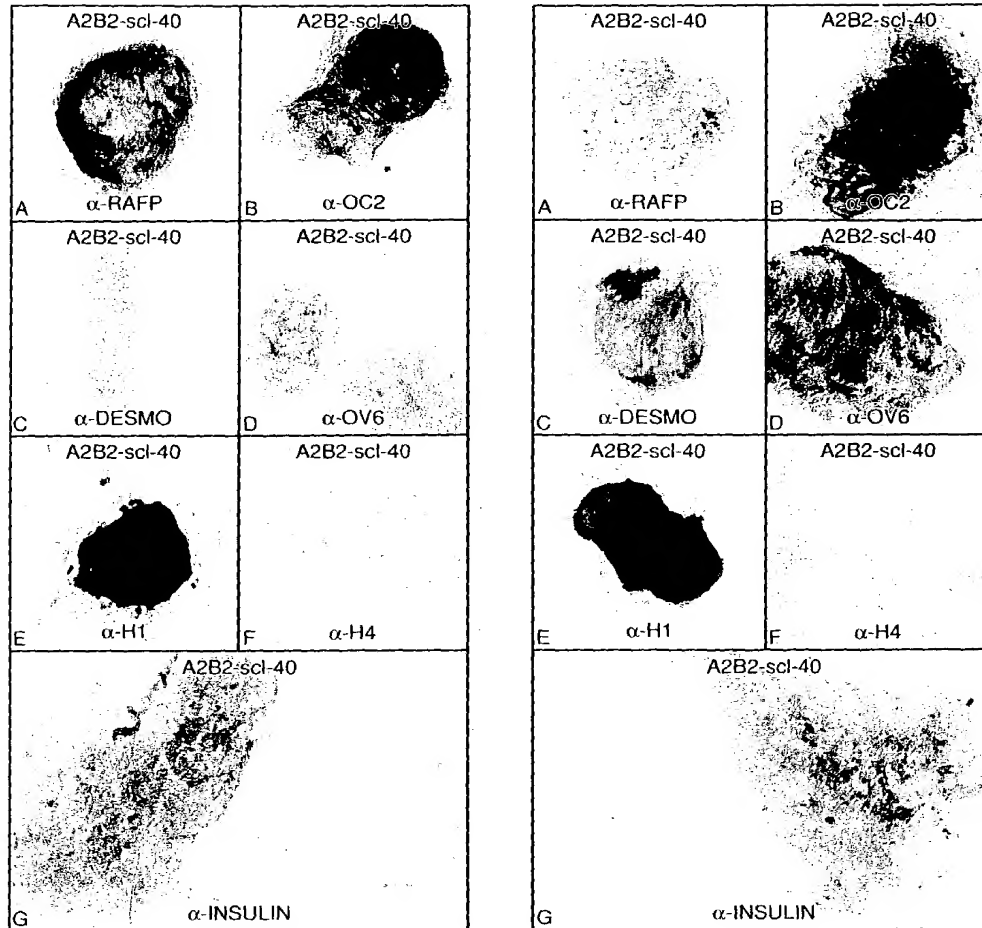 A2B2-scl-40
A α-RAFP
A2B2-scl-40
B α-OC2
A2B2-scl-40
C α-DESMO
A2B2-scl-40
D α-OV6
A2B2-scl-40
E α-H1
A2B2-scl-40
F α-H4
A2B2-scl-40
G α-INSULIN
A2B2-scl-40
A α-RAFP
A2B2-scl-40
B α-OC2
A2B2-scl-40
C α-DESMO
A2B2-scl-40
D α-OV6
A2B2-scl-40
E α-H1
A2B2-scl-40
F α-H4
A2B2-scl-40
G α-INSULIN